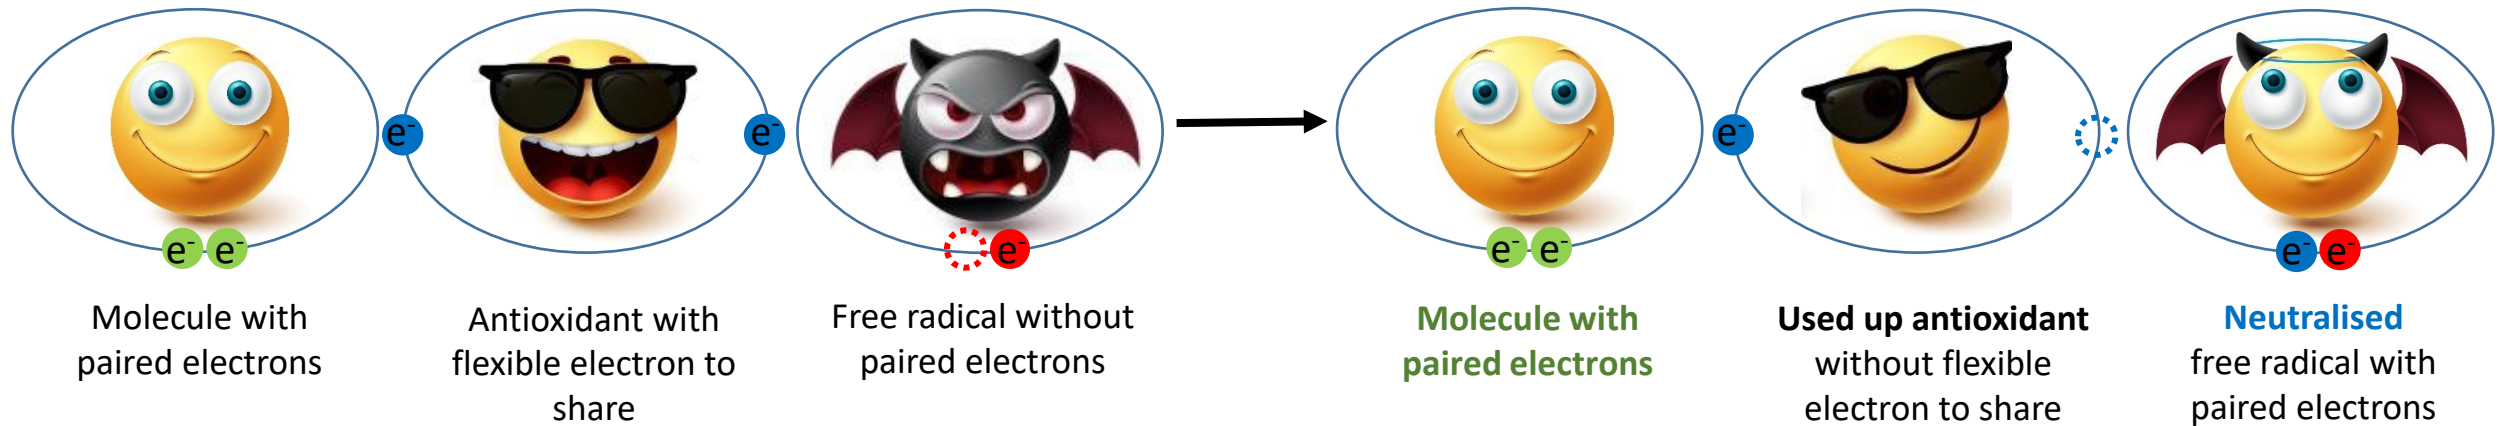 e- e-
e- e-
e-
e- e-
e-
e- e-
Molecule with
paired electrons
Antioxidant with
flexible electron to
share
Free radical without
paired electrons
Molecule with
paired electrons
Used up antioxidant
without flexible
electron to share
Neutralised
free radical with
paired electrons